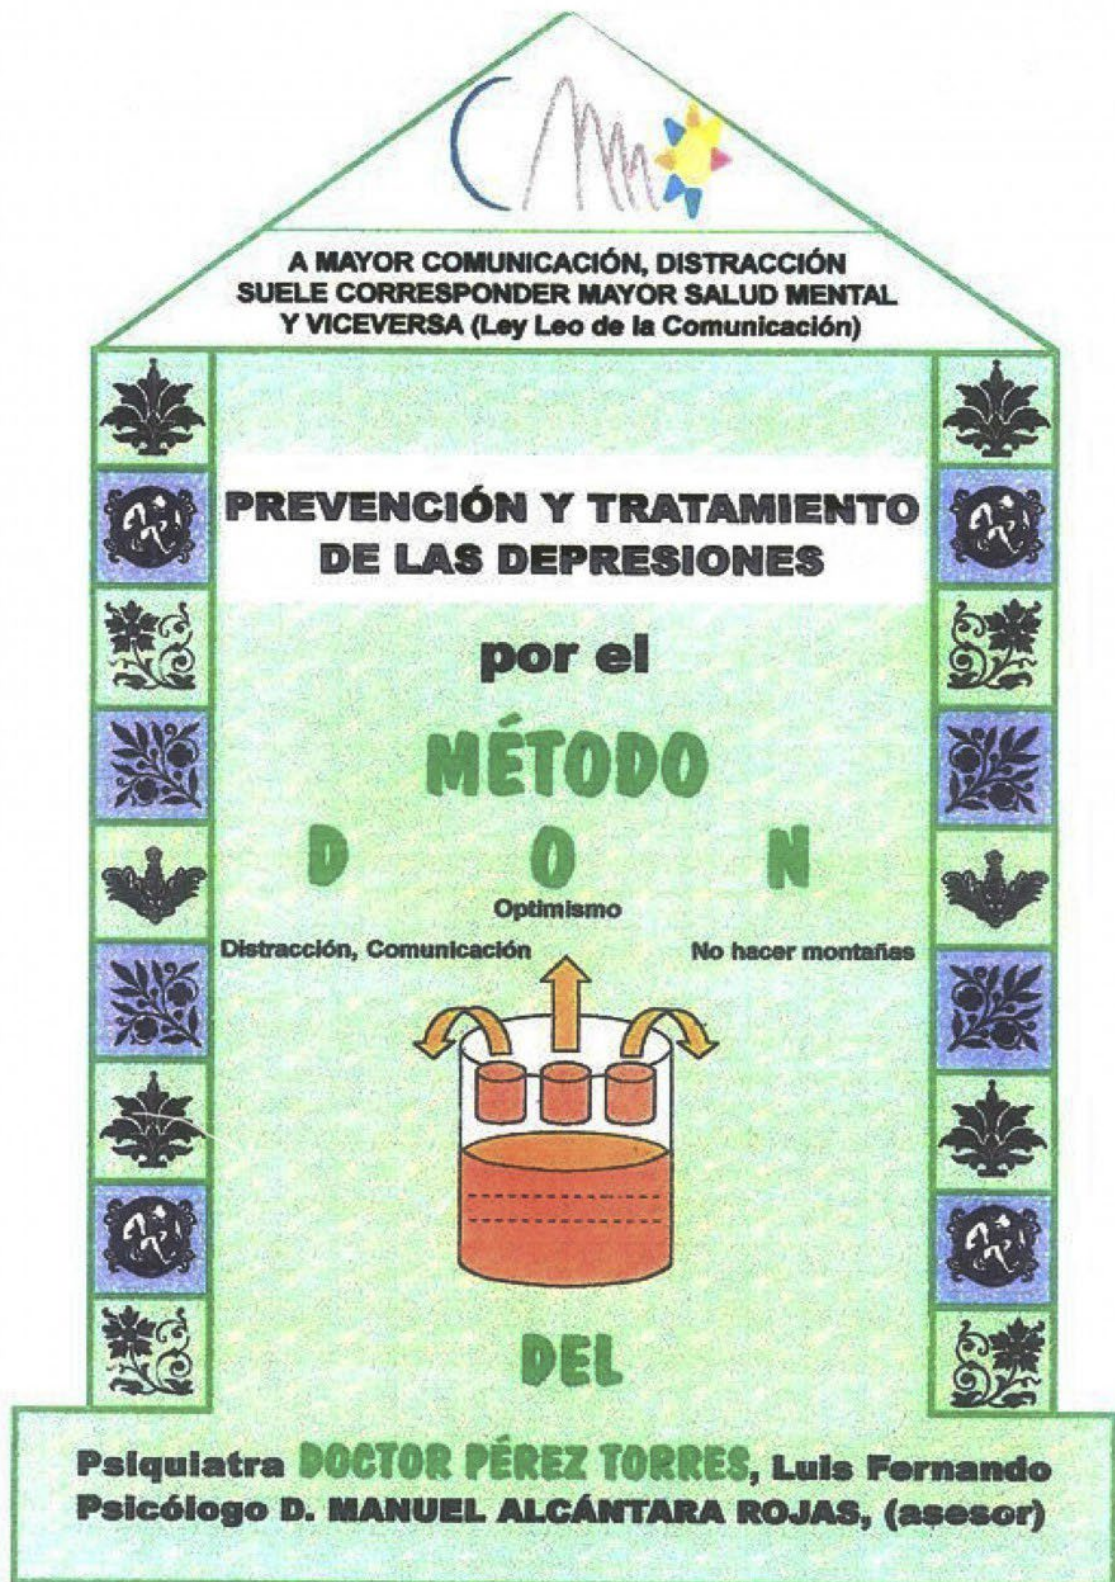 A MAYOR COMUNICACIÓN, DISTRACCIÓN
SUELE CORRESPONDER MAYOR SALUD MENTAL
Y VICEVERSA (Ley Leo de la Comunicación)
PREVENCIÓN Y TRATAMIENTO
DE LAS DEPRESIONES
por el
MÉTODO
D O N
Optimismo
Distracción, Comunicación No hacer montañas
DEL
Psiquiatra DOCTOR PÉREZ TORRES, Luis Fernando
Psicólogo D. MANUEL ALCÁNTARA ROJAS, (asesor)